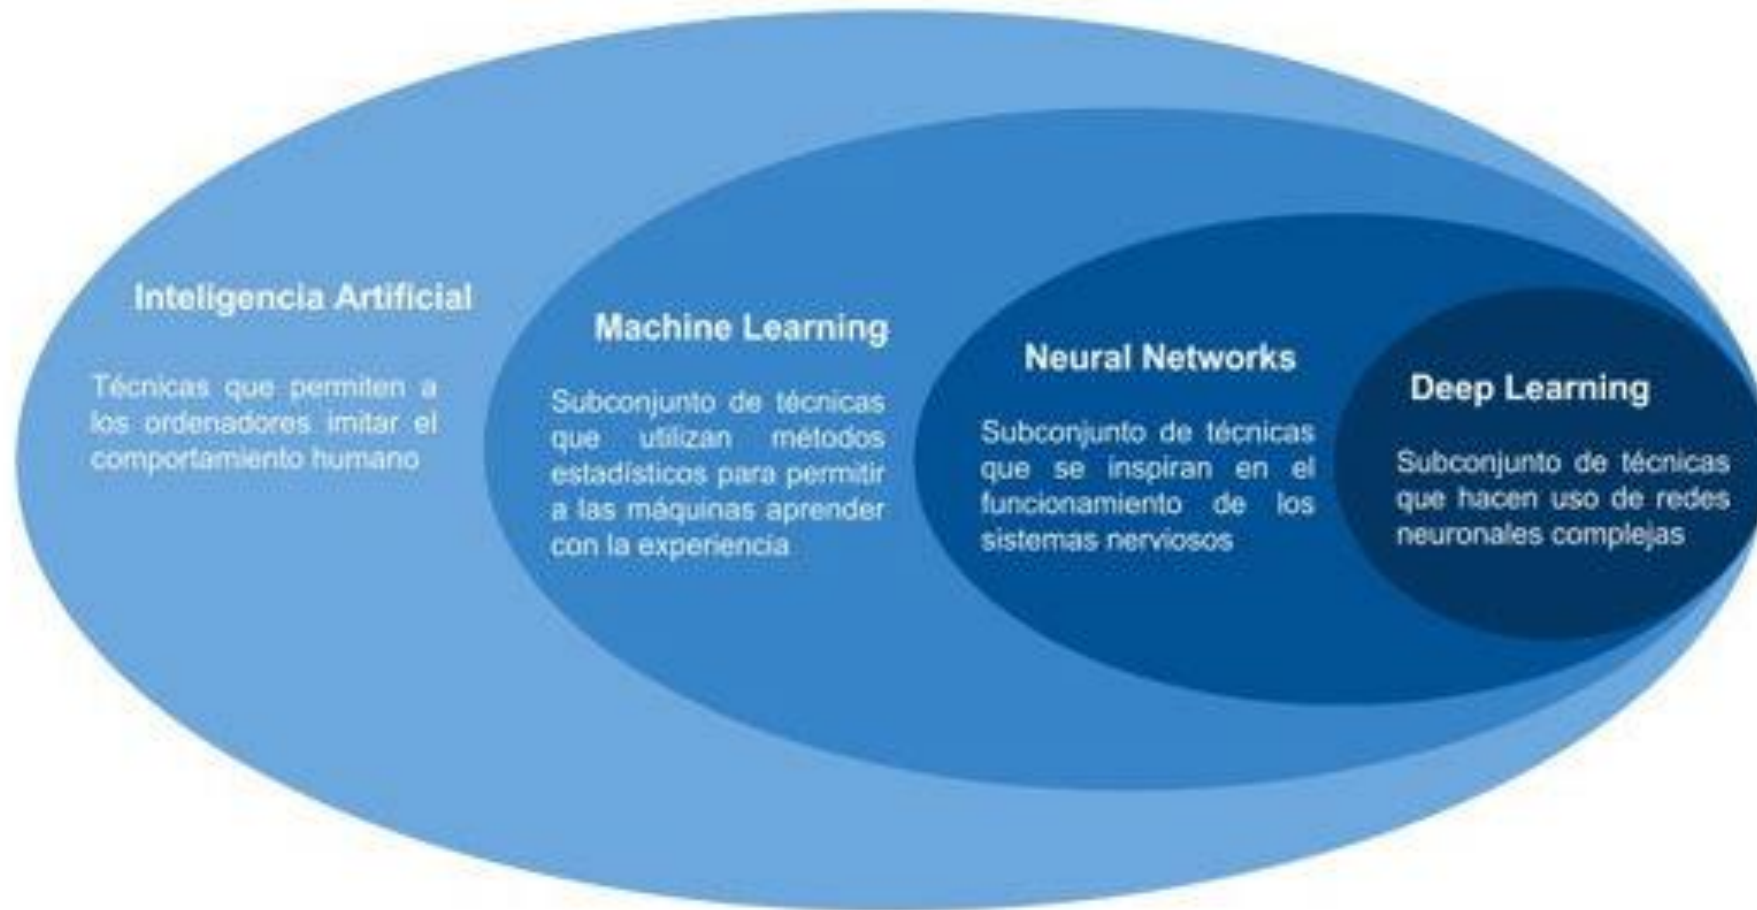 Inteligencia Artificial
Técnicas que permiten a
los ordenadores imitar el
comportamiento humano
Machine Learning
Subconjunto de técnicas
que utilizan métodos
estadísticos para permitir
a las máquinas aprender
con la experiencia
Neural Networks
Subconjunto de técnicas
que se inspiran en el
funcionamiento de los
sistemas nerviosos
Deep Learning
Subconjunto de técnicas
que hacen uso de redes
neuronales complejas